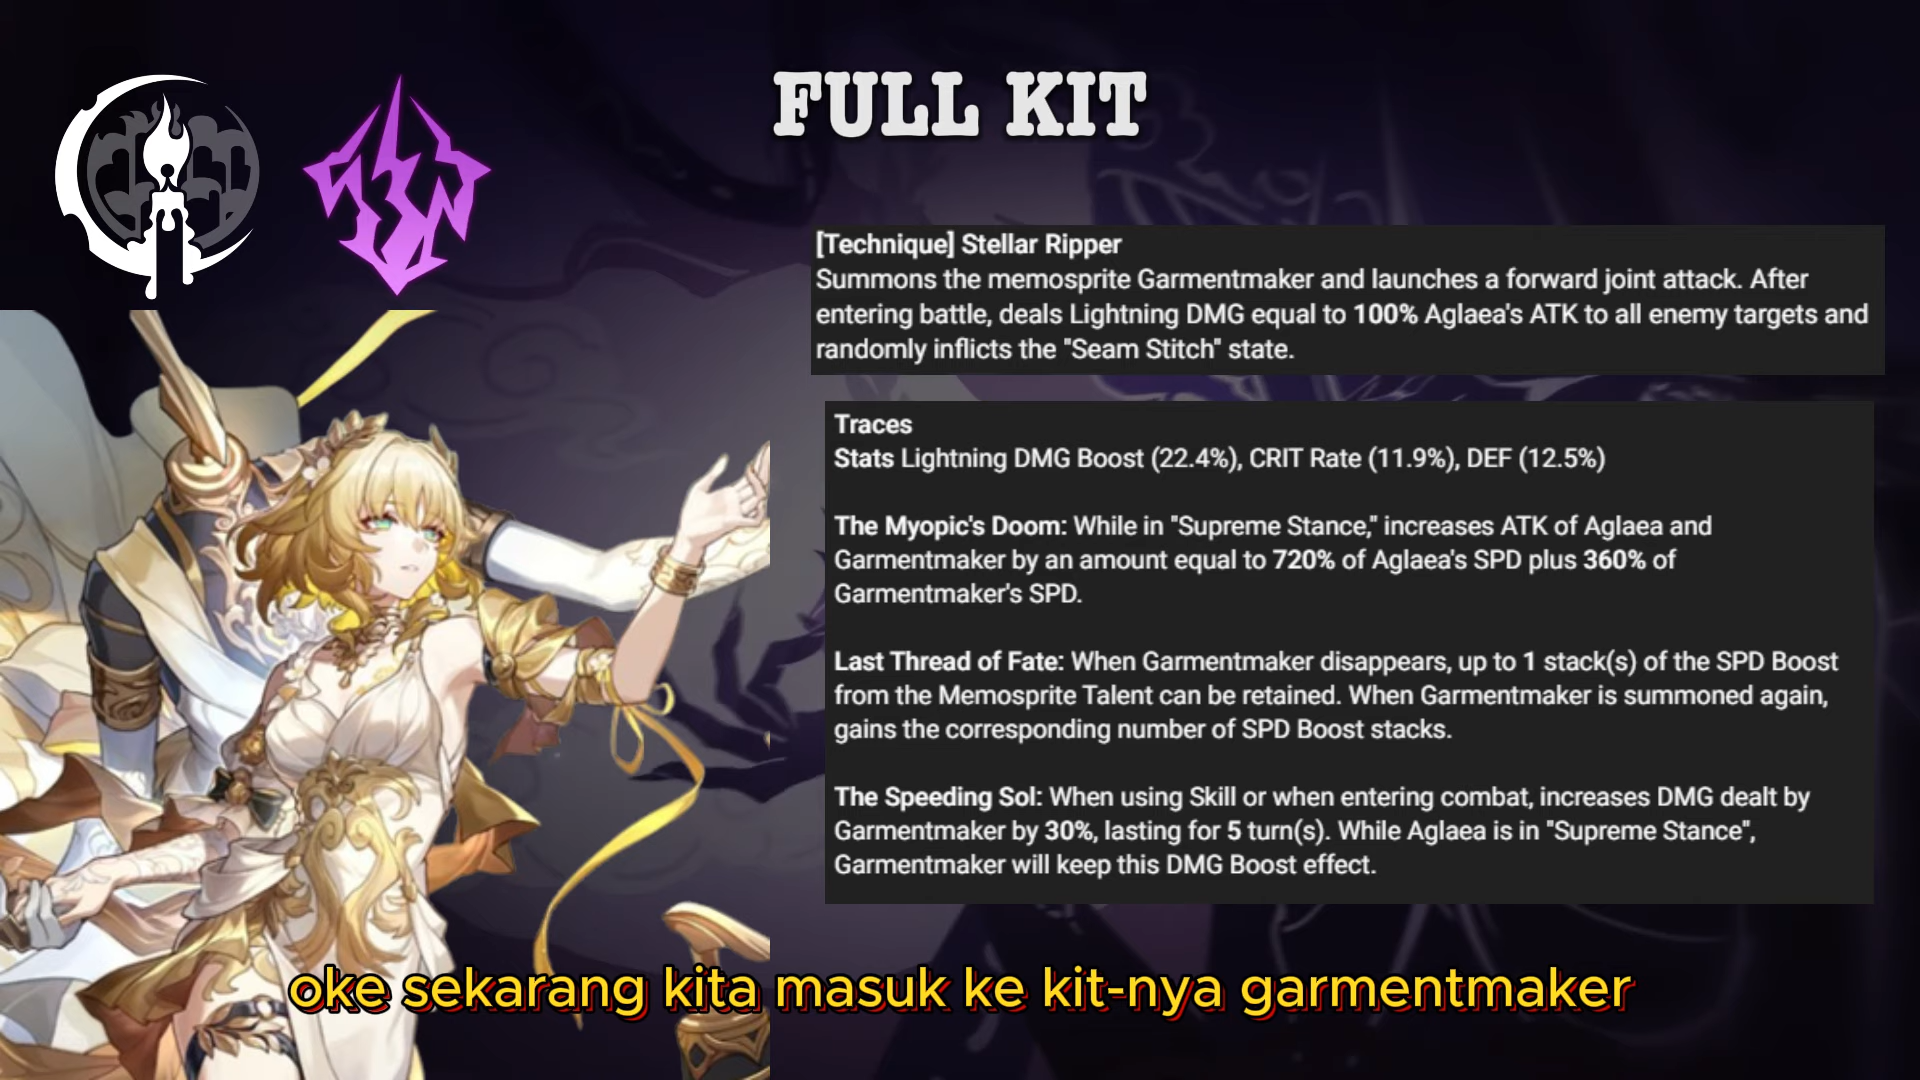 FULL KIT
[Technique] Stellar Ripper
Summons the memosprite Garmentmaker and launches a forward joint attack. After
entering battle, deals Lightning DMG equal to 100% Aglaea's ATK to all enemy targets and
randomly inflicts the "Seam Stitch" state.
Traces
Stats Lightning DMG Boost (22.4%), CRIT Rate (11.9%), DEF (12.5%)
The Myopic's Doom: While in "Supreme Stance," increases ATK of Aglaea and
Garmentmaker by an amount equal to 720% of Aglaea's SPD plus 360% of
Garmentmaker's SPD.
Last Thread of Fate: When Garmentmaker disappears, up to 1 stack(s) of the SPD Boost
from the Memosprite Talent can be retained. When Garmentmaker is summoned again,
gains the corresponding number of SPD Boost stacks.
The Speeding Sol: When using Skill or when entering combat, increases DMG dealt by
Garmentmaker by 30%, lasting for 5 turn(s). While Aglaea is in "Supreme Stance",
Garmentmaker will keep this DMG Boost effect.
oke sekarang kita masuk ke kit-nya garmentmaker